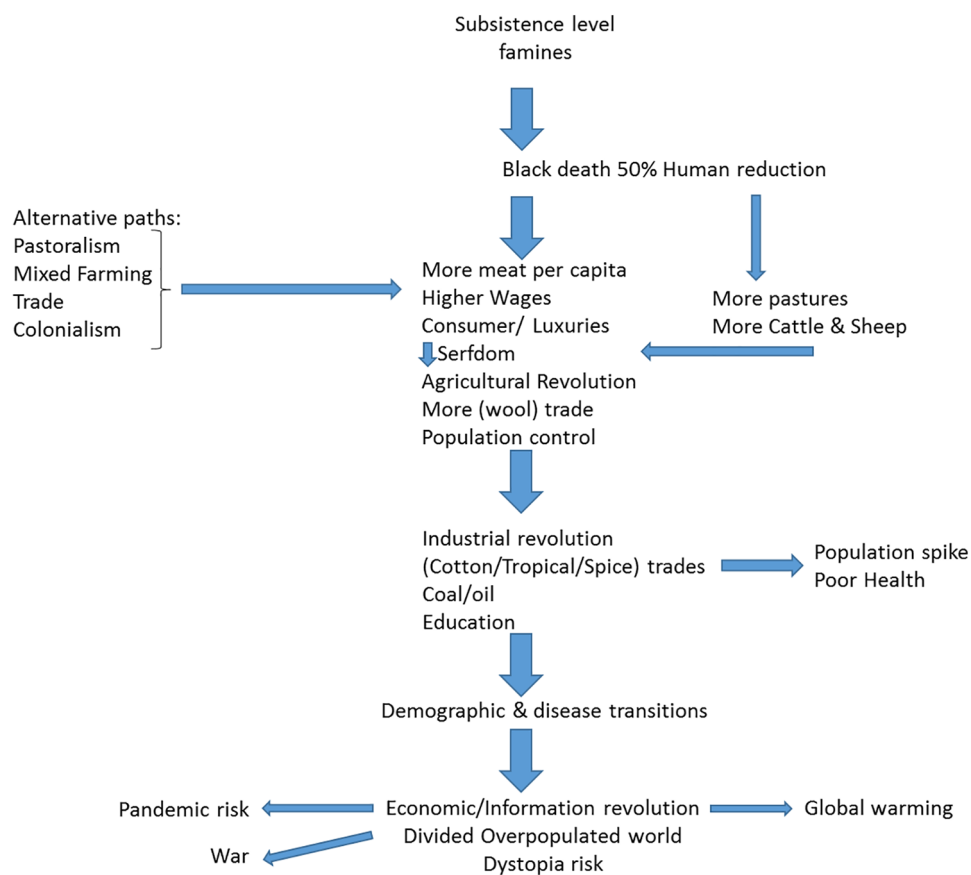 Subsistence level
famines
Black death 50% Human reduction
Alternative paths:
Pastoralism
Mixed Farming
Trade
Colonialism
More meat per capita
Higher Wages
Consumer/ Luxuries
Serfdom
Agricultural Revolution
More (wool) trade
Population control
More pastures
More Cattle & Sheep
Industrial revolution
(Cotton/Tropical/Spice) trades
Coal/oil
Education
Population spike
Poor Health
Demographic & disease transitions
Pandemic risk
Economic/Information revolution
Global warming
Divided Overpopulated world
War
Dystopia risk